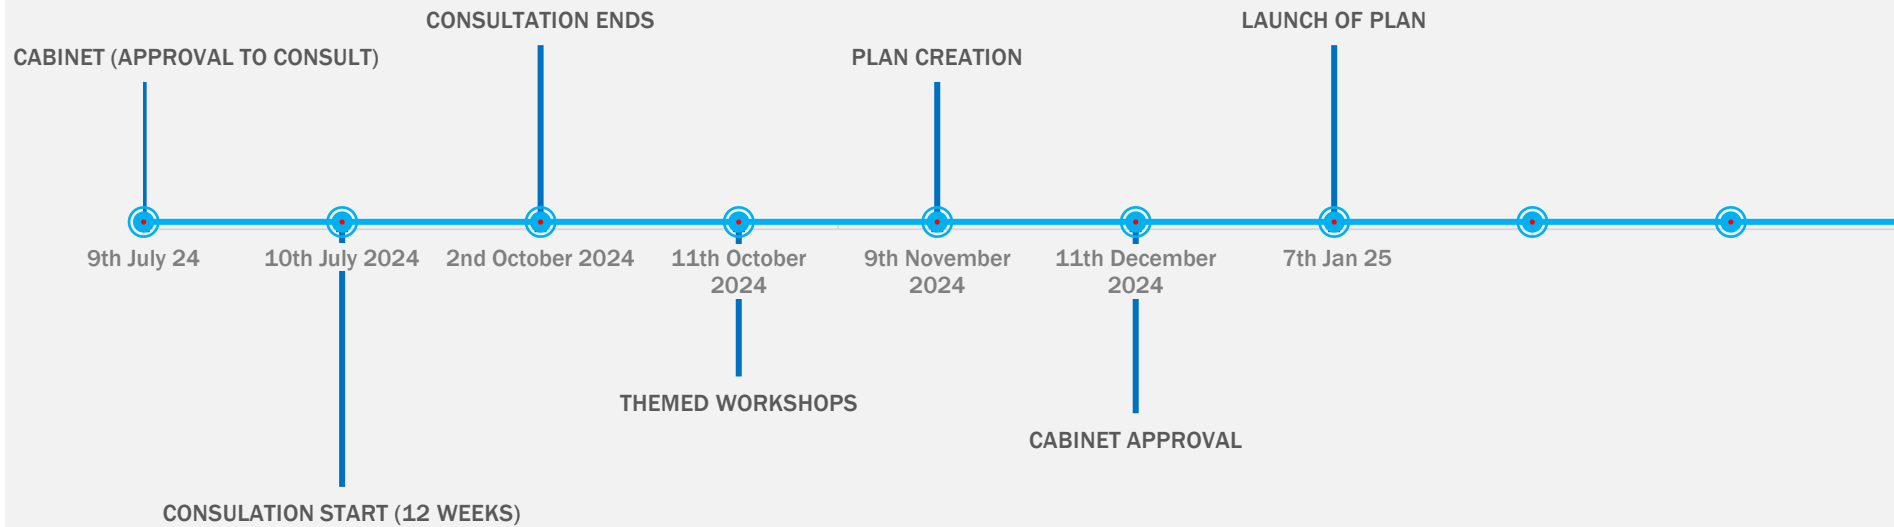 CONSULTATION ENDS
LAUNCH OF PLAN
CABINET (APPROVAL TO CONSULT)
PLAN CREATION
9th July 24
10th July 2024
2nd October 2024
11th October
2024
9th November
2024
11th December
2024
7th Jan 25
THEMED WORKSHOPS
CABINET APPROVAL
CONSULATION START (12 WEEKS)